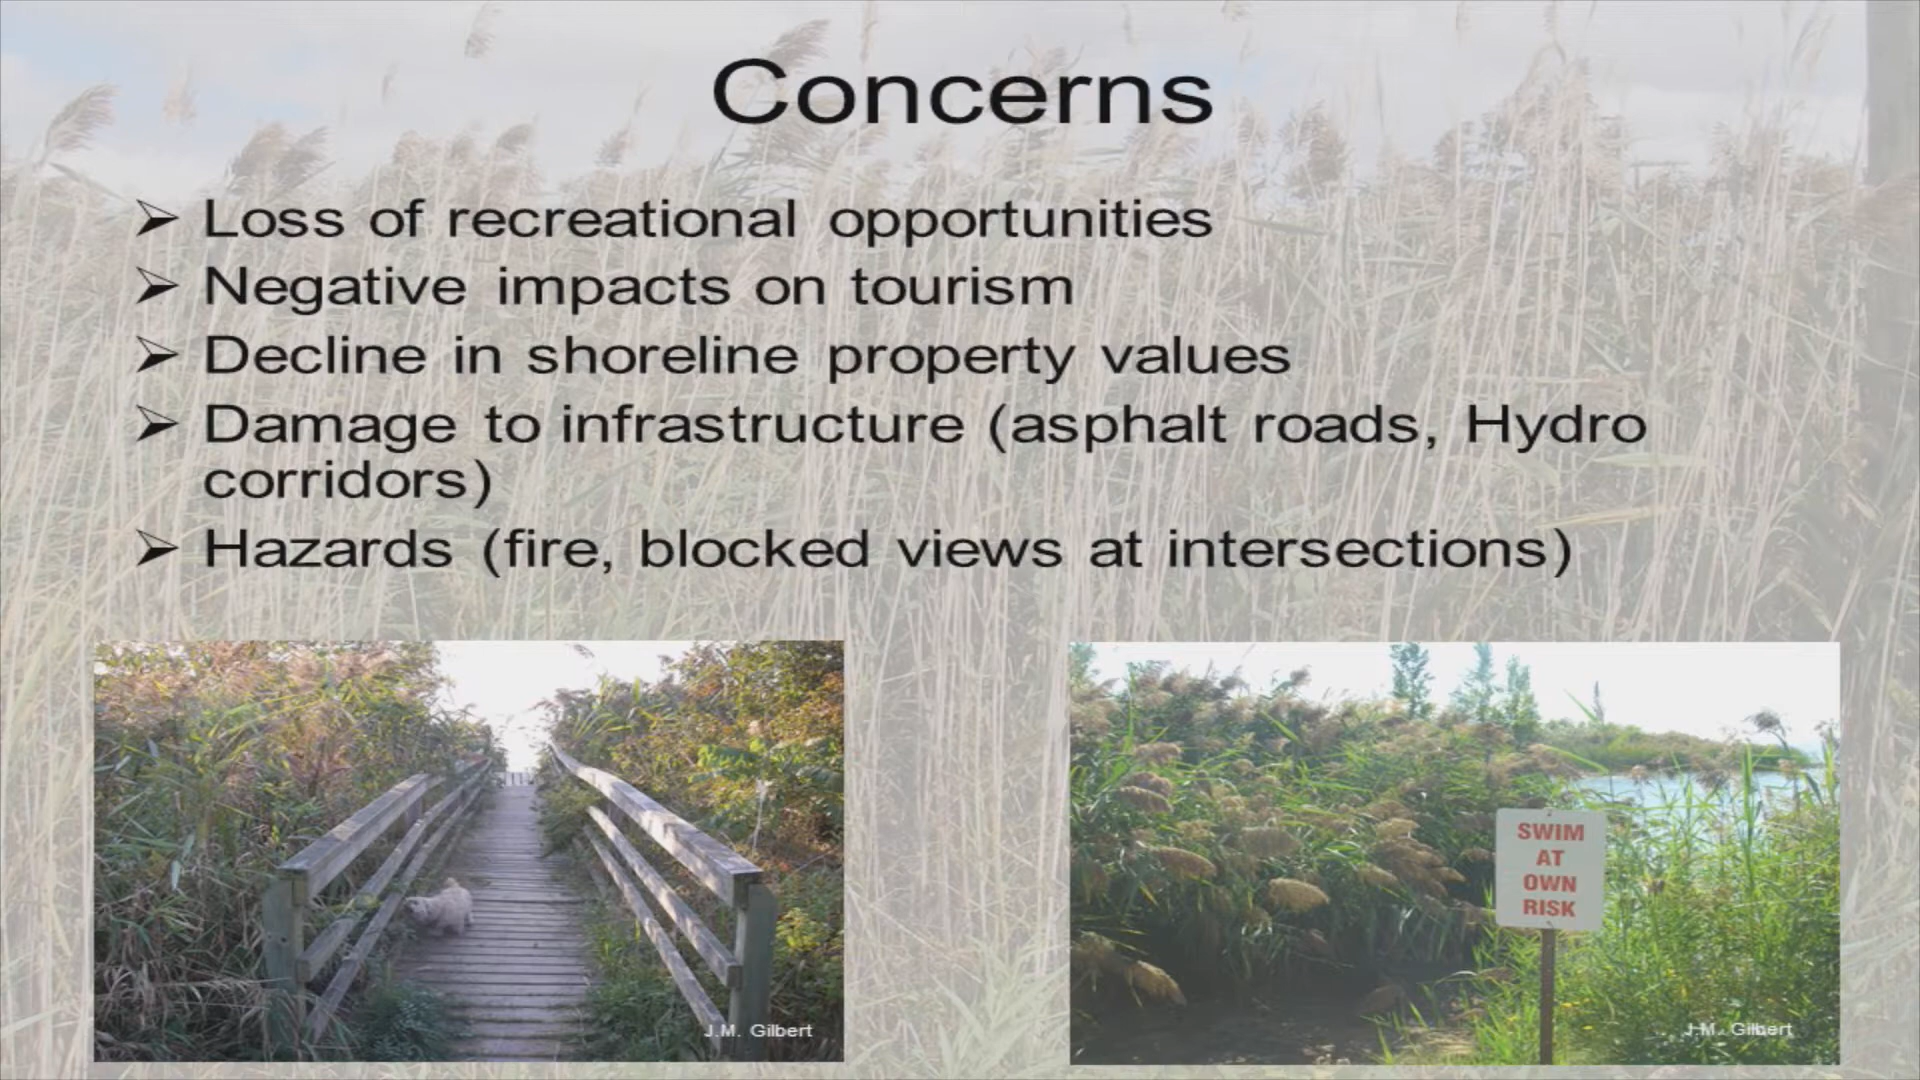 Concerns
➢ Loss of recreational opportunities
➢ Negative impacts on tourism
➢ Decline in shoreline property values
➢ Damage to infrastructure (asphalt roads, Hydro
corridors)
➢ Hazards (fire, blocked views at intersections)
SWIM
AT
OWN
RISK
J.M. Gilbert
J.M. Gilbert